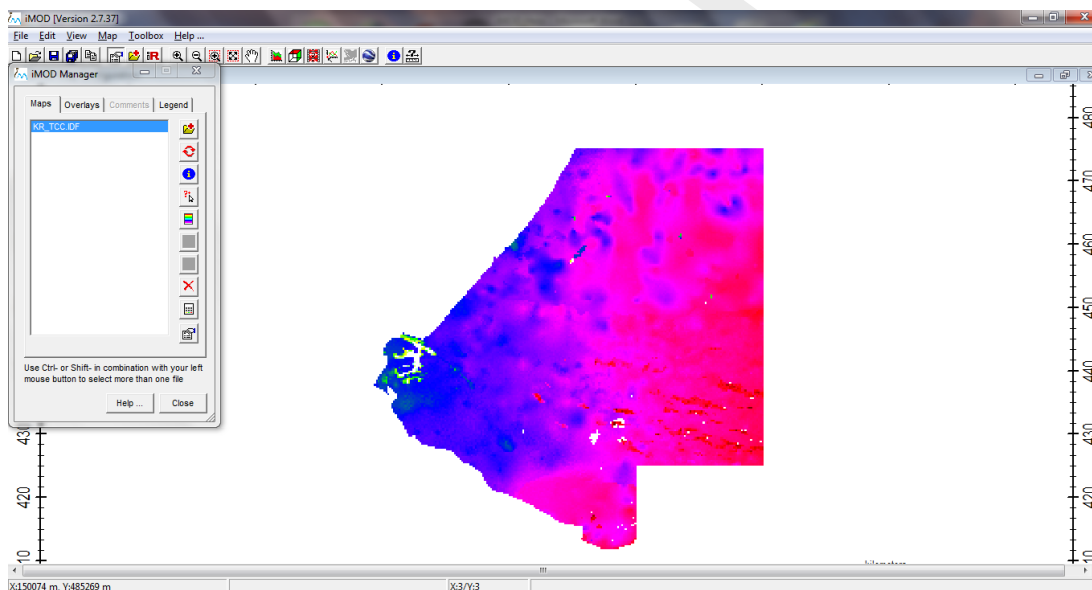 iMOD [Version 2.7.37]
File Edit View Map Toolbox Help ...
iMOD Manager
Maps Overlays Comments Legend
KR_TCC.IDF
Use Ctrl- or Shift- in combination with your left
mouse button to select more than one file
Help ... Close
480
470
460
450
440
430
420
10
430
420
10
X:150074 m, Y:485269 m X:3/Y:3